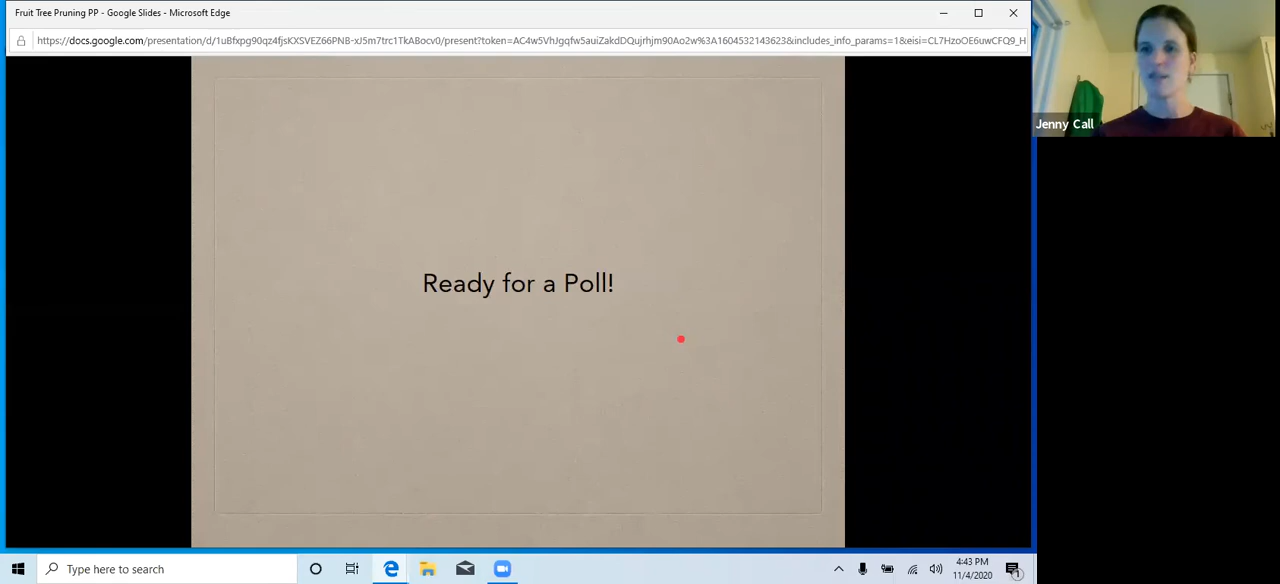 Fruit Tree Pruning PP - Google Slides - Microsoft Edge
https://docs.google.com/presentation/d/1uBfxpg90qz4fjsKXSVEZ66PNB-xJ5m7trc1TkABocv0/present?token=AC4w5VhJgqfw5auiZakdDQujrhjm90Ao2w%3A1604532143623&includes_info_params=1&eisi=CL7HzoOE6uwCFQ9_H
Jenny Call
Ready for a Poll!
Type here to search
4:43 PM
11/4/2020
1